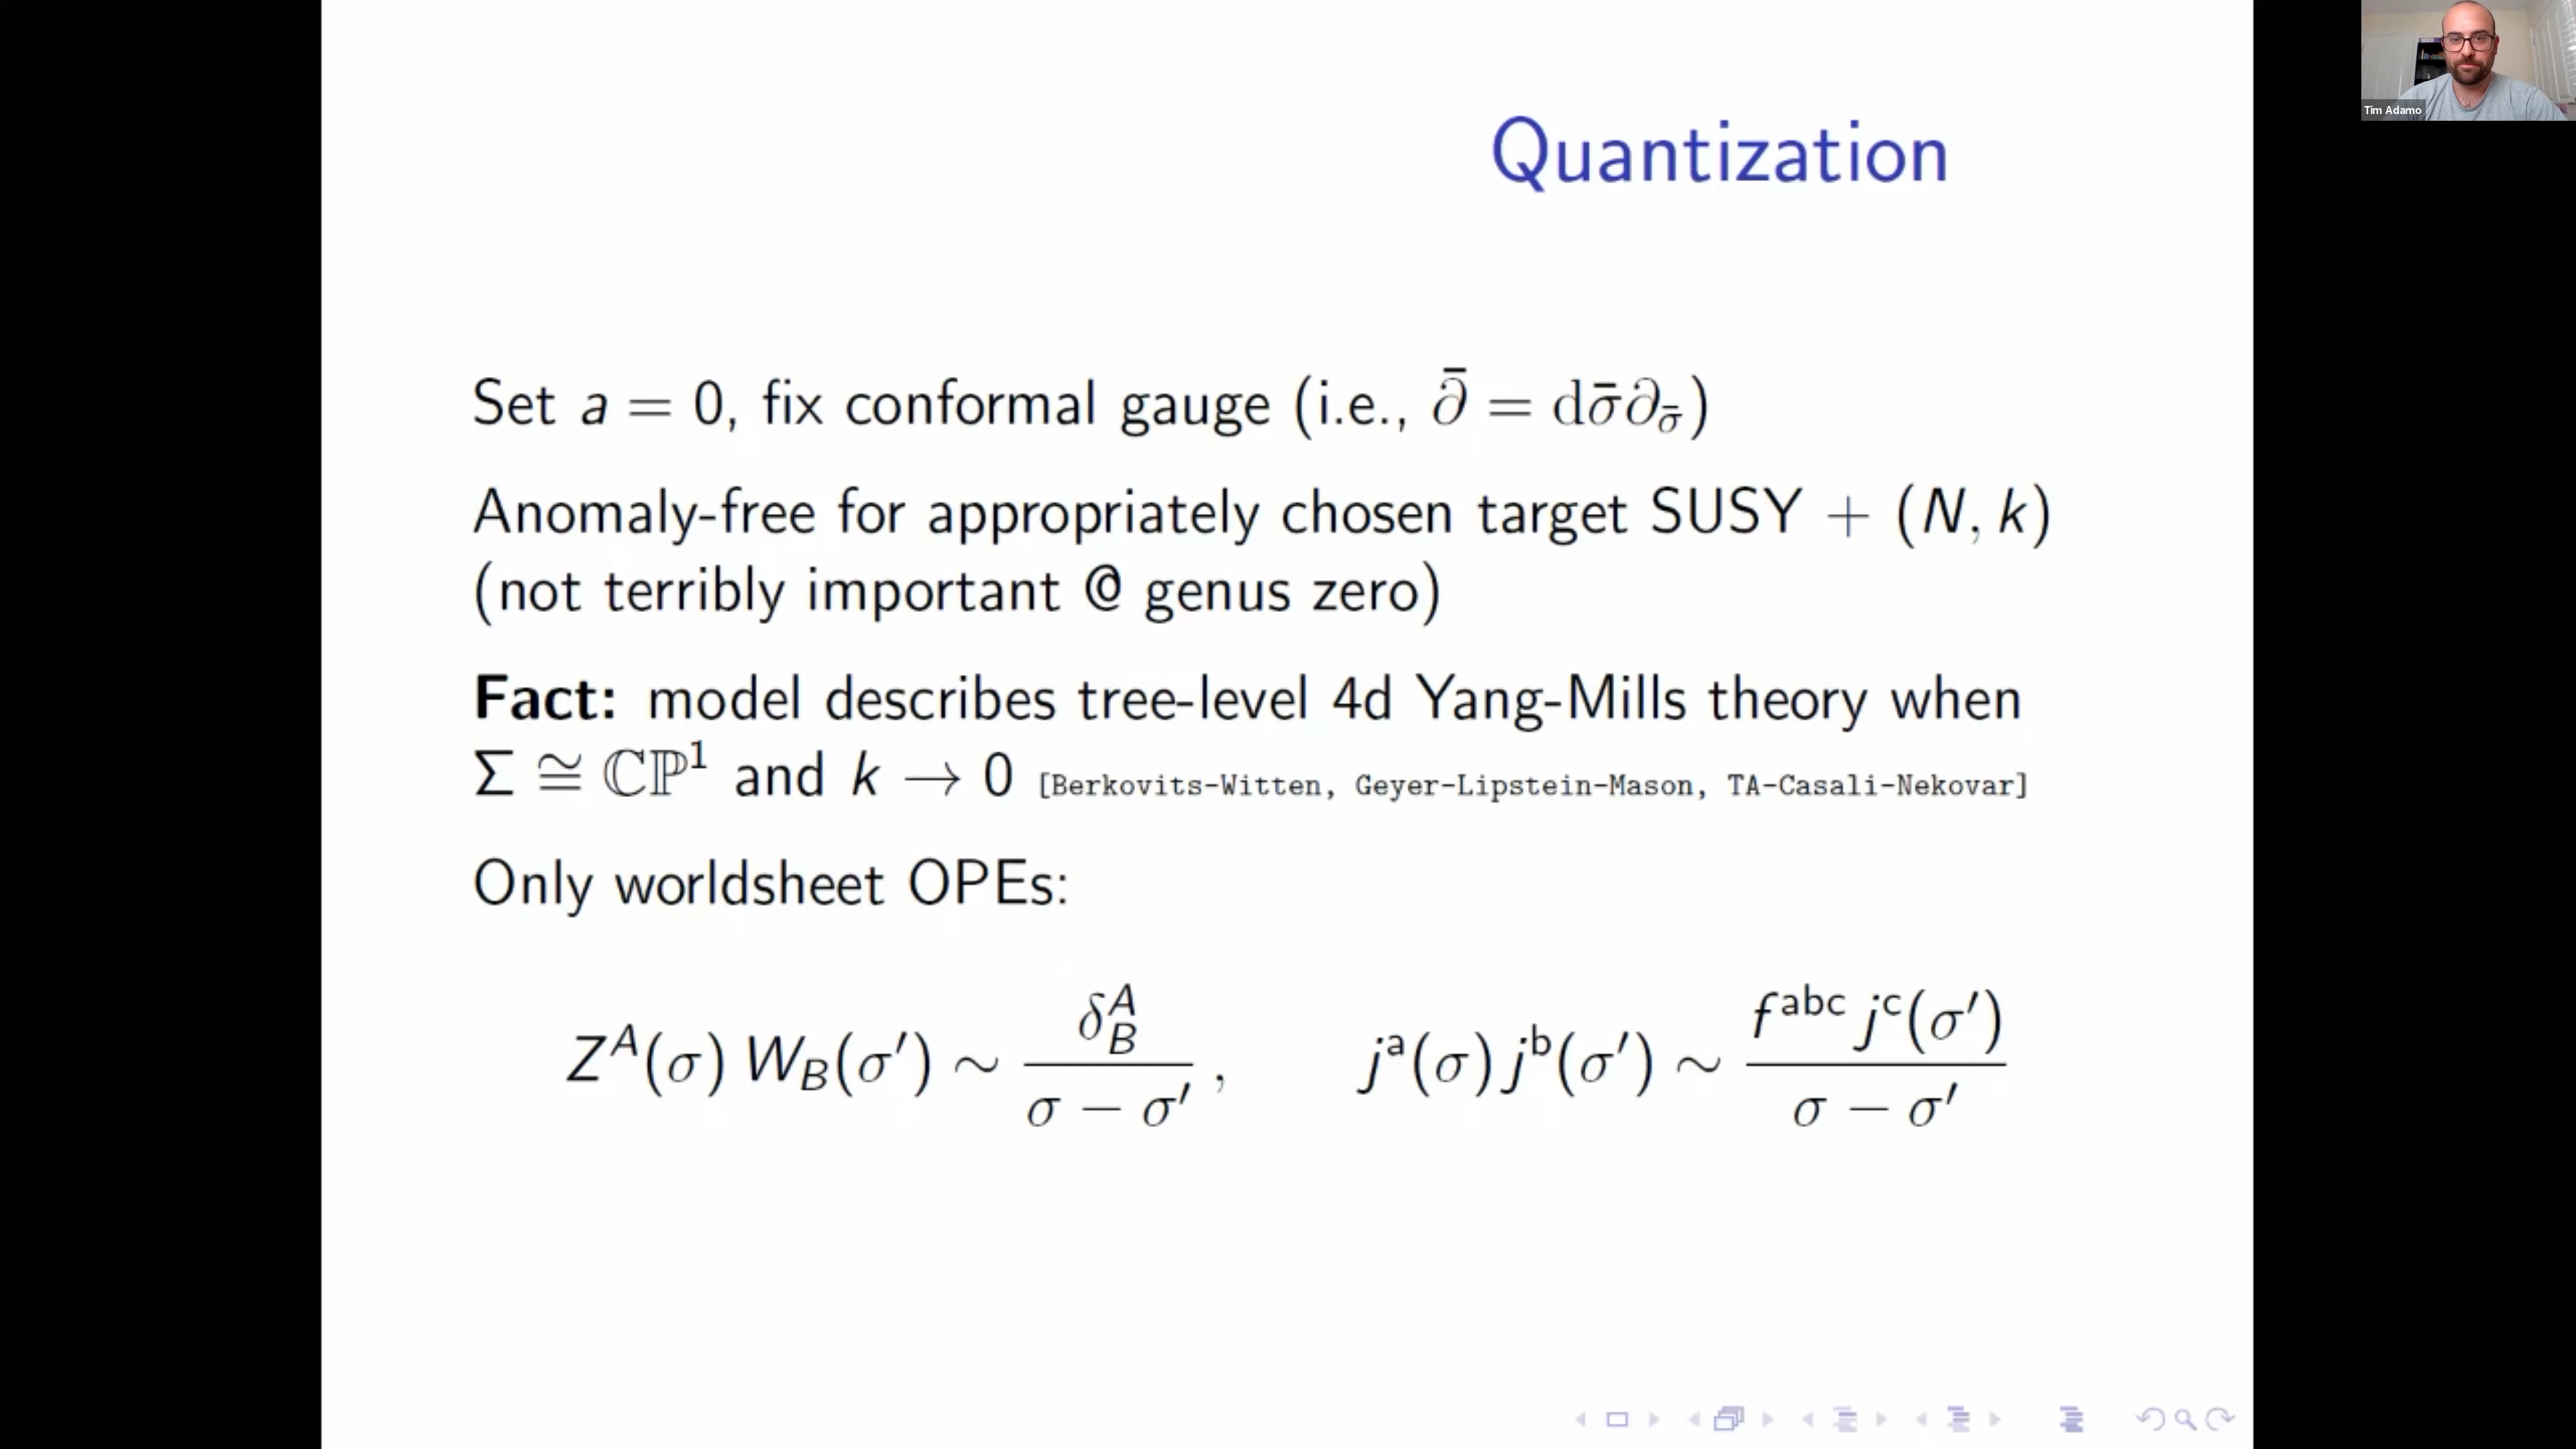 Quantization
Set a = 0, fix conformal gauge (i.e., ∂̄ = dσ̄∂_σ̄)
Anomaly-free for appropriately chosen target SUSY + (N, k)
(not terribly important @ genus zero)
Fact: model describes tree-level 4d Yang-Mills theory when
Σ ≅ ℂℙ¹ and k → 0 [Berkovits-Witten, Geyer-Lipstein-Mason, TA-Casali-Nekovar]
Only worldsheet OPEs:
Z^A(σ) W_B(σ′) ∼ δ^A_B / (σ − σ′) , j^a(σ) j^b(σ′) ∼ f^{abc} j^c(σ′) / (σ − σ′)
Tim Adamo